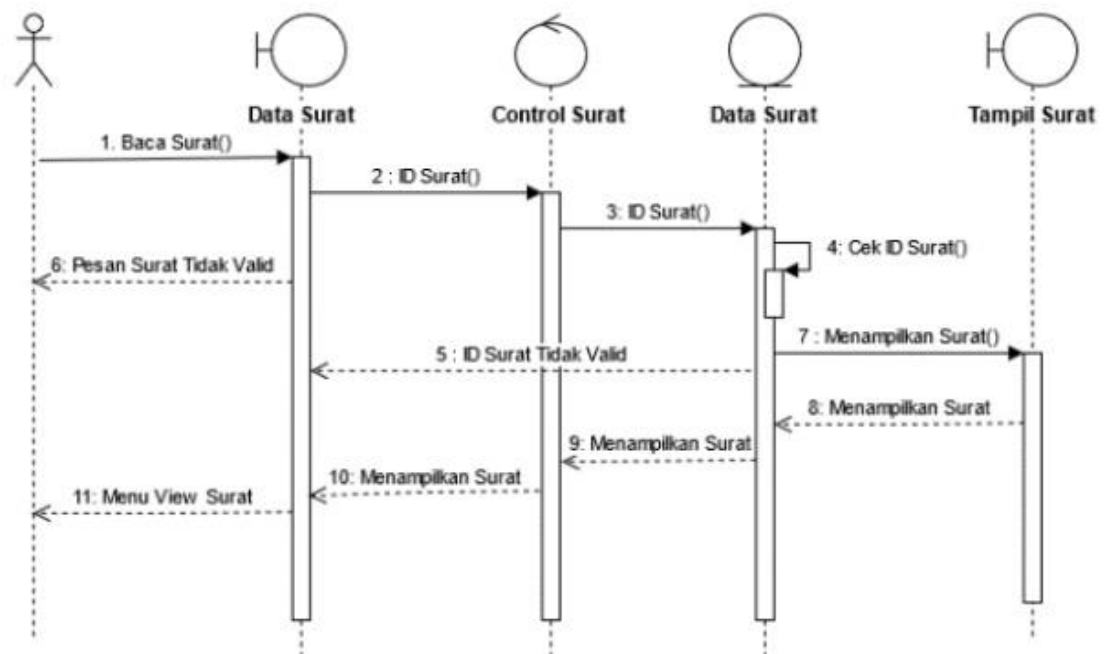 Data Surat
Control Surat
Data Surat
Tampil Surat
1. Baca Surat()
2 : ID Surat()
3: ID Surat()
4: Cek ID Surat()
6: Pesan Surat Tidak Valid
7 : Menampilkan Surat()
5 : ID Surat Tidak Valid
8: Menampilkan Surat
9: Menampilkan Surat
10: Menampilkan Surat
11: Menu View Surat